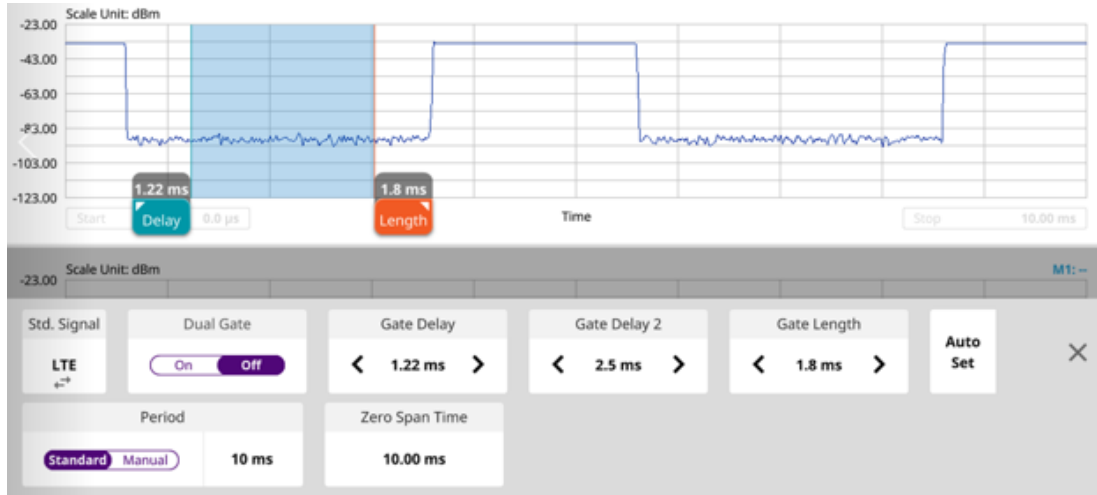 Scale Unit: dBm
-23.00
-43.00
-63.00
-83.00
-103.00
-123.00
1.22 ms 1.8 ms
Start Delay 0.0 µs Length Time Stop 10.00 ms
Scale Unit: dBm M1: --
-23.00
Std. Signal Dual Gate Gate Delay Gate Delay 2 Gate Length
LTE On Off 1.22 ms 2.5 ms 1.8 ms Auto Set
Period Zero Span Time
Standard Manual 10 ms 10.00 ms